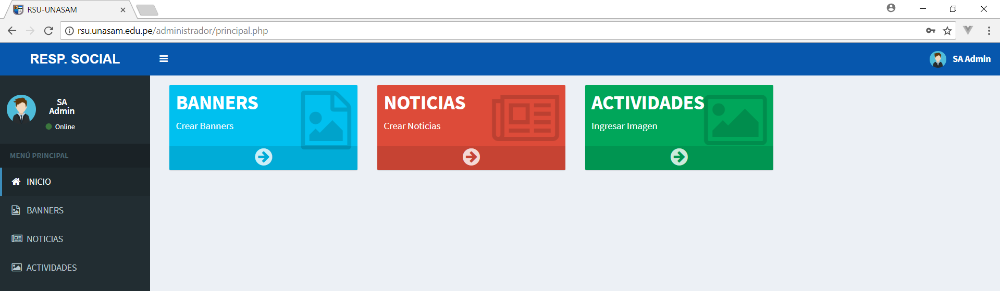 RSU-UNASAM
rsu.unasam.edu.pe/administrador/principal.php
RESP. SOCIAL
SA Admin
SA
Admin
Online
MENÚ PRINCIPAL
INICIO
BANNERS
NOTICIAS
ACTIVIDADES
BANNERS
Crear Banners
NOTICIAS
Crear Noticias
ACTIVIDADES
Ingresar Imagen